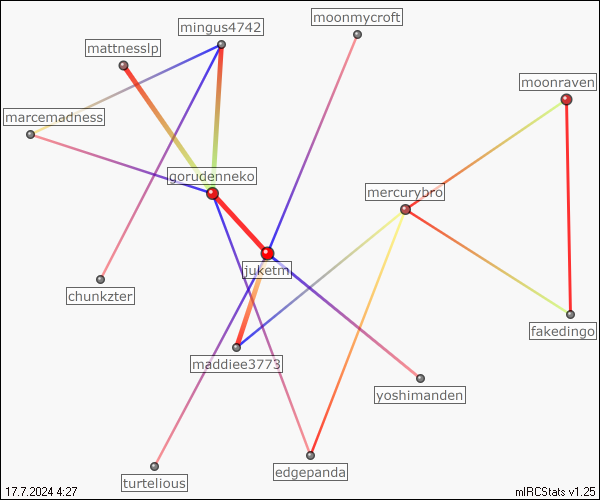 moonmycroft
mingus4742
mattnesslp
moonraven
marcemadness
gorudenneko
mercurybro
juketm
chunkzter
fakedingo
maddiee3773
yoshimanden
edgepanda
turtelious
17.7.2024 4:27
mIRCStats v1.25